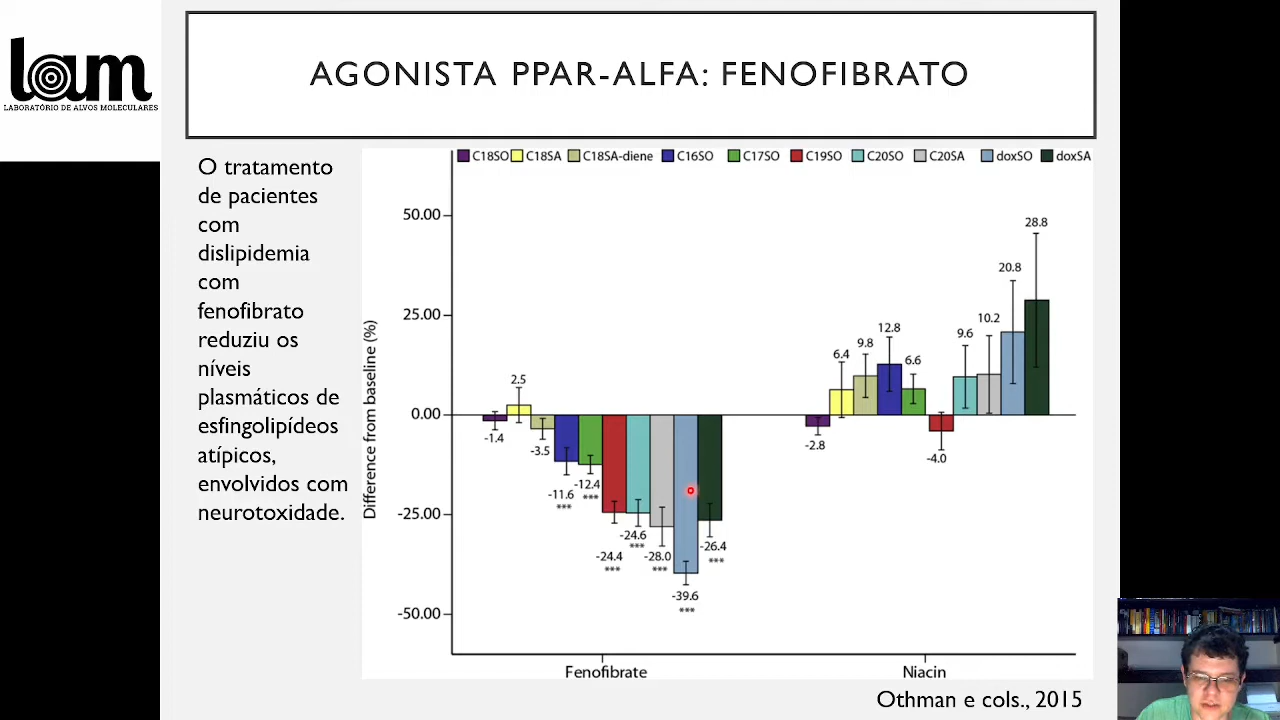 lam
LABORATÓRIO DE ALVOS MOLECULARES
AGONISTA PPAR-ALFA: FENOFIBRATO
O tratamento
de pacientes
com
dislipidemia
com
fenofibrato
reduziu os
níveis
plasmáticos de
esfingolipídeos
atípicos,
envolvidos com
neurotoxidade.
C18SO C18SA C18SA-diene C16SO C17SO C19SO C20SO C20SA doxSO doxSA
Difference from baseline (%)
50.00
25.00
0.00
-25.00
-50.00
-1.4
2.5
-3.5
-11.6
***
-12.4
***
-24.4
***
-24.6
***
-28.0
***
-39.6
***
-26.4
***
-2.8
6.4
9.8
12.8
6.6
-4.0
9.6
10.2
20.8
28.8
Fenofibrate
Niacin
Othman e cols., 2015